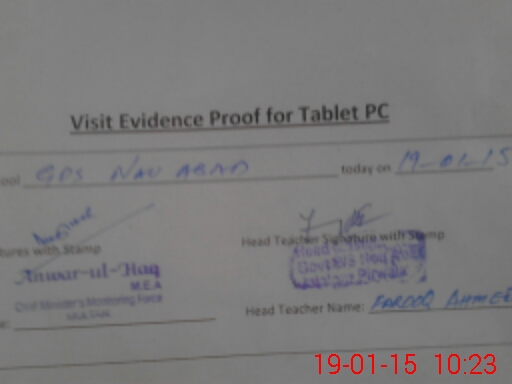 Visit Evidence Proof for Tablet PC
ool GPS NAU ABAD today on 19-01-15
tures with Stamp
Head Teacher Signature with Stamp
Anwar-ul-Haq
M.E.A
Chief Minister's Monitoring Force
Head Teacher Name: FAROOQ AHMED
19-01-15 10:23